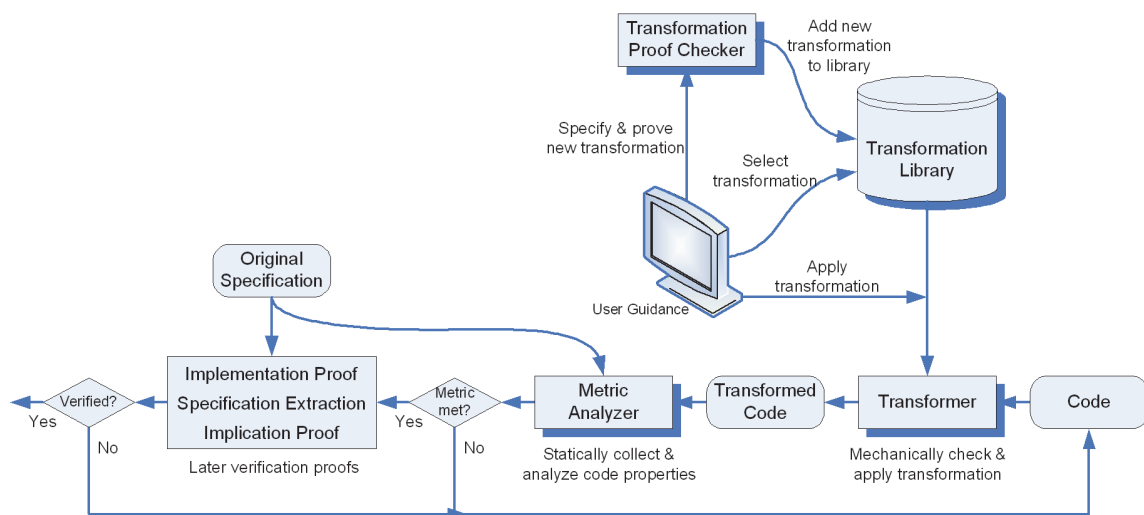 Transformation
Proof Checker
Add new
transformation
to library
Specify & prove
new transformation
Select
transformation
Transformation
Library
Original
Specification
User Guidance
Apply
transformation
Verified?
Yes
No
Implementation Proof
Specification Extraction
Implication Proof
Later verification proofs
Metric
met?
Yes
No
Metric
Analyzer
Statically collect &
analyze code properties
Transformed
Code
Transformer
Mechanically check &
apply transformation
Code